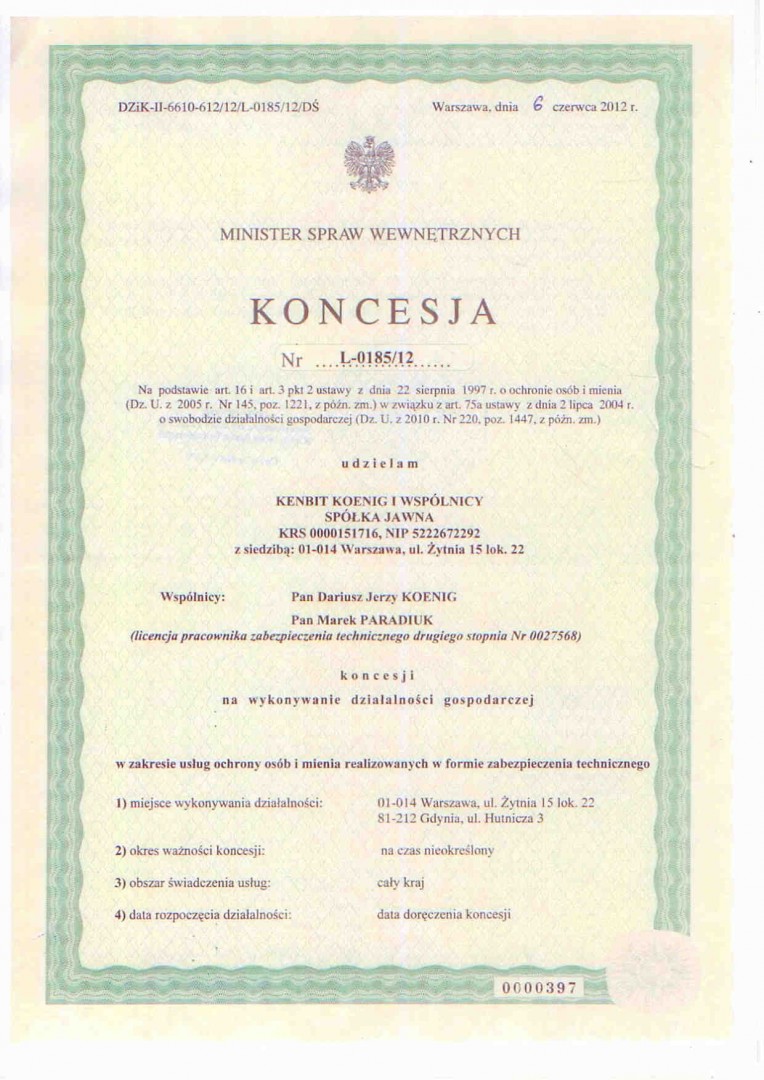 DZiK-II-6610-612/12/L-0185/12/DŚ Warszawa, dnia 6 czerwca 2012 r.
MINISTER SPRAW WEWNĘTRZNYCH
KONCESJA
Nr ....L-0185/12......
Na podstawie art. 16 i art. 3 pkt 2 ustawy z dnia 22 sierpnia 1997 r. o ochronie osób i mienia
(Dz. U. z 2005 r. Nr 145, poz. 1221, z późn. zm.) w związku z art. 75a ustawy z dnia 2 lipca 2004 r.
o swobodzie działalności gospodarczej (Dz. U. z 2010 r. Nr 220, poz. 1447, z późn. zm.)
udzielam
KENBIT KOENIG I WSPÓLNICY
SPÓŁKA JAWNA
KRS 0000151716, NIP 5222672292
z siedzibą: 01-014 Warszawa, ul. Żytnia 15 lok. 22
Wspólnicy: Pan Dariusz Jerzy KOENIG
Pan Marek PARADIUK
(licencja pracownika zabezpieczenia technicznego drugiego stopnia Nr 0027568)
koncesji
na wykonywanie działalności gospodarczej
w zakresie usług ochrony osób i mienia realizowanych w formie zabezpieczenia technicznego
1) miejsce wykonywania działalności: 01-014 Warszawa, ul. Żytnia 15 lok. 22
81-212 Gdynia, ul. Hutnicza 3
2) okres ważności koncesji: na czas nieokreślony
3) obszar świadczenia usług: cały kraj
4) data rozpoczęcia działalności: data doręczenia koncesji
0000397